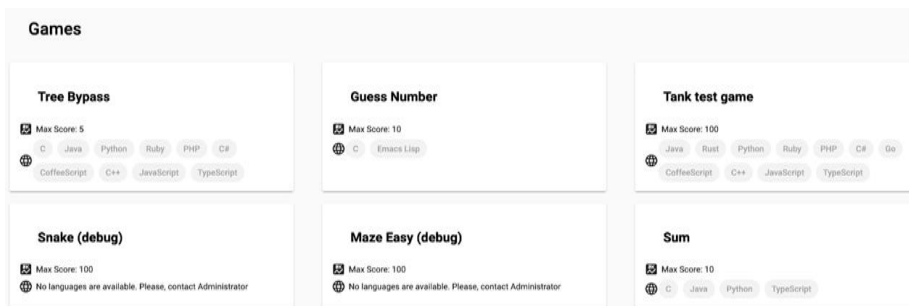 Games
Tree Bypass
Max Score: 5
C Java Python Ruby PHP C#
CoffeeScript C++ JavaScript TypeScript
Guess Number
Max Score: 10
C Emacs Lisp
Tank test game
Max Score: 100
Java Rust Python Ruby PHP C# Go
CoffeeScript C++ JavaScript TypeScript
Snake (debug)
Max Score: 100
No languages are available. Please, contact Administrator
Maze Easy (debug)
Max Score: 100
No languages are available. Please, contact Administrator
Sum
Max Score: 10
C Java Python TypeScript